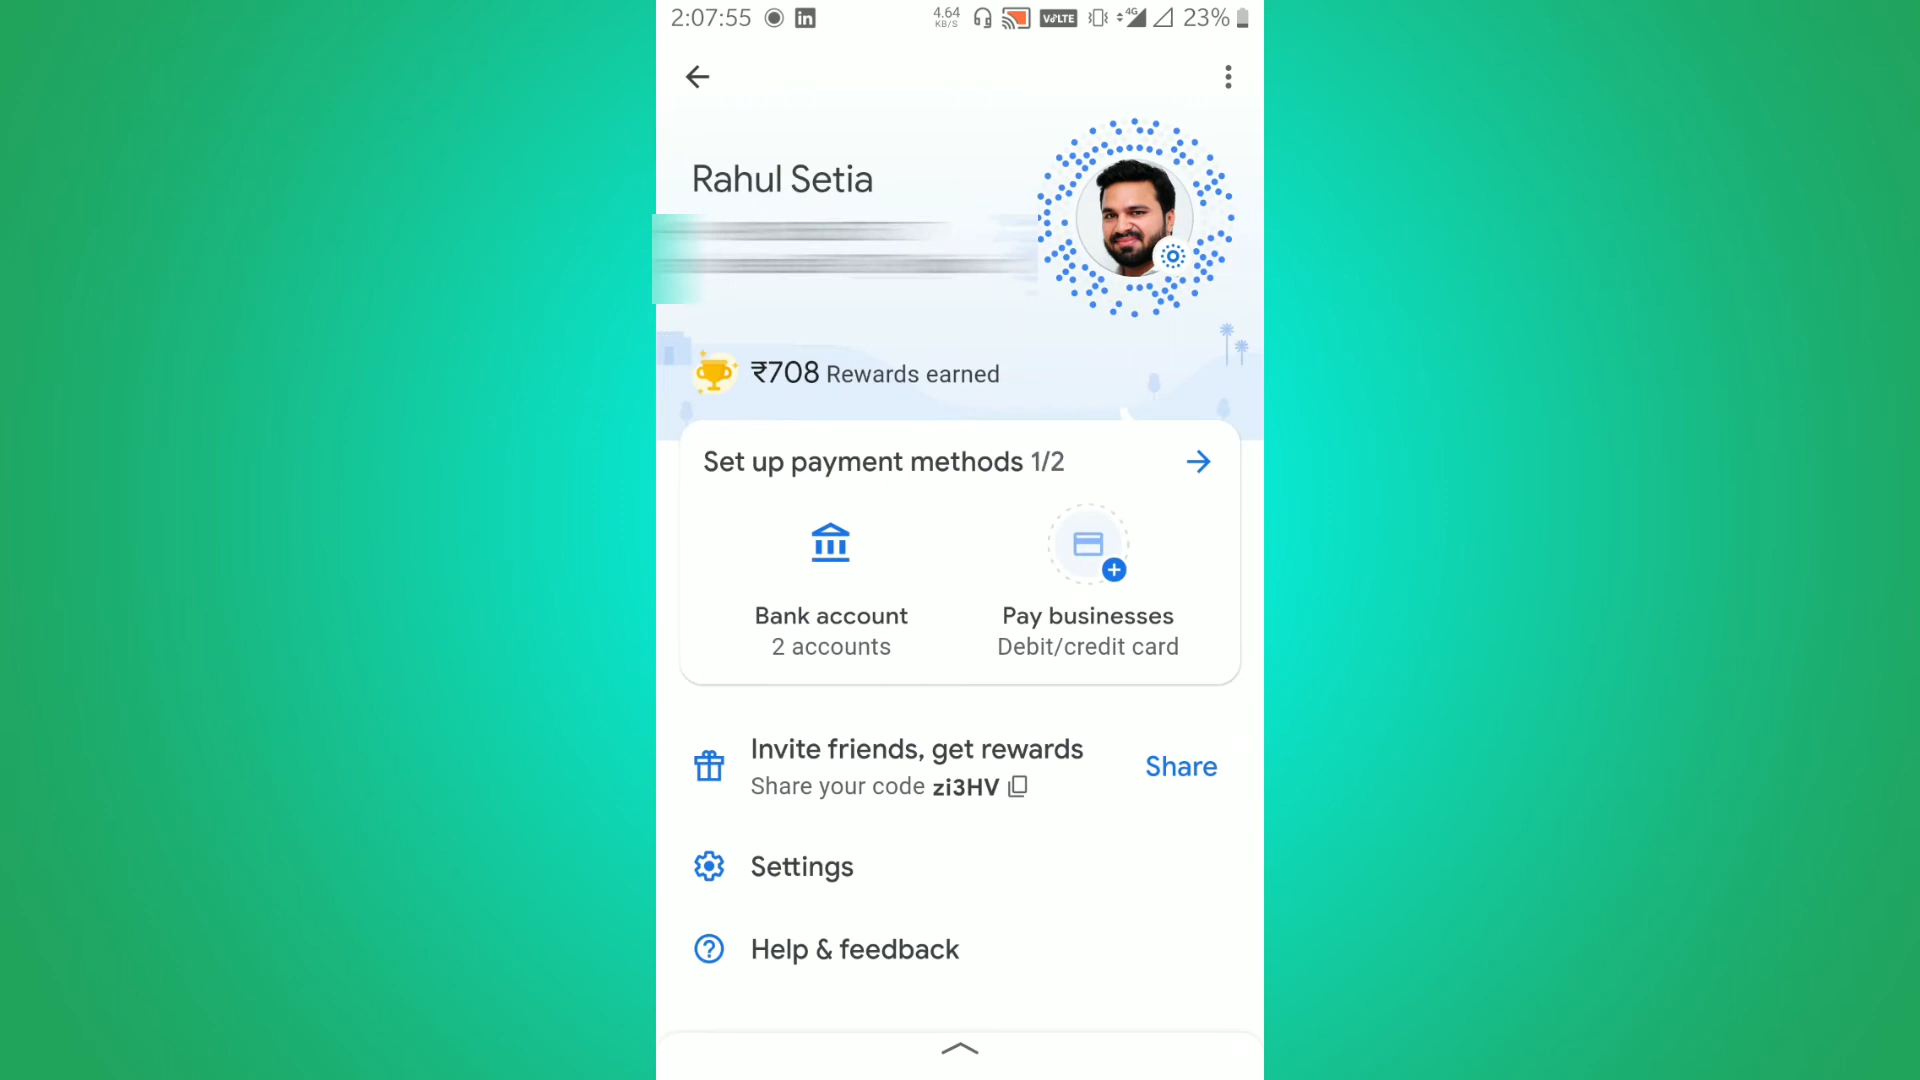 2:07:55 in 4.64 KB/S VoLTE 4G 23%
Rahul Setia
₹708 Rewards earned
Set up payment methods 1/2
Bank account
2 accounts
Pay businesses
Debit/credit card
Invite friends, get rewards
Share your code zi3HV
Share
Settings
Help & feedback